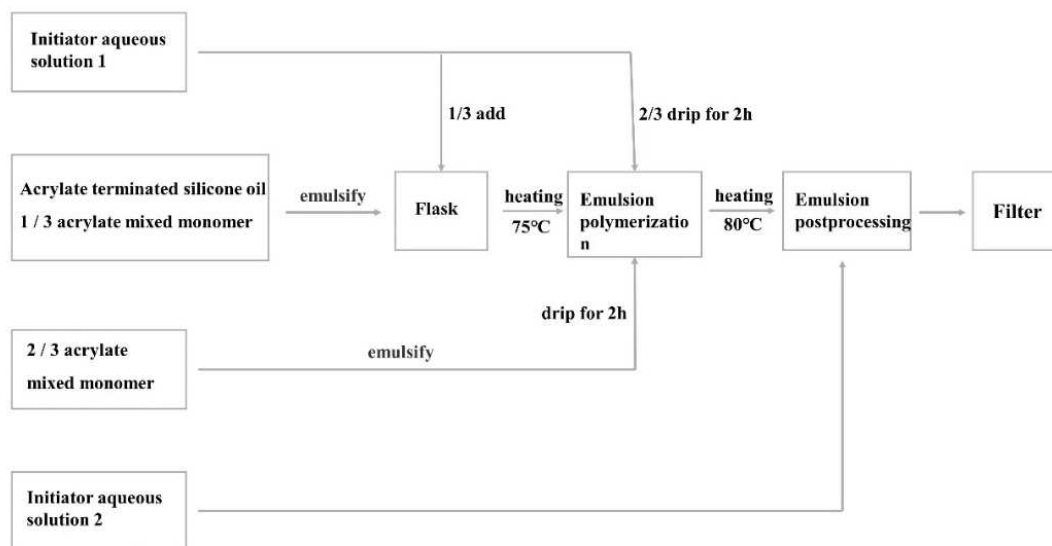 Initiator aqueous
solution 1
1/3 add
2/3 drip for 2h
Acrylate terminated silicone oil
1 / 3 acrylate mixed monomer
emulsify
Flask
heating
75℃
Emulsion
polymerizatio
n
heating
80℃
Emulsion
postprocessing
Filter
drip for 2h
2 / 3 acrylate
mixed monomer
emulsify
Initiator aqueous
solution 2